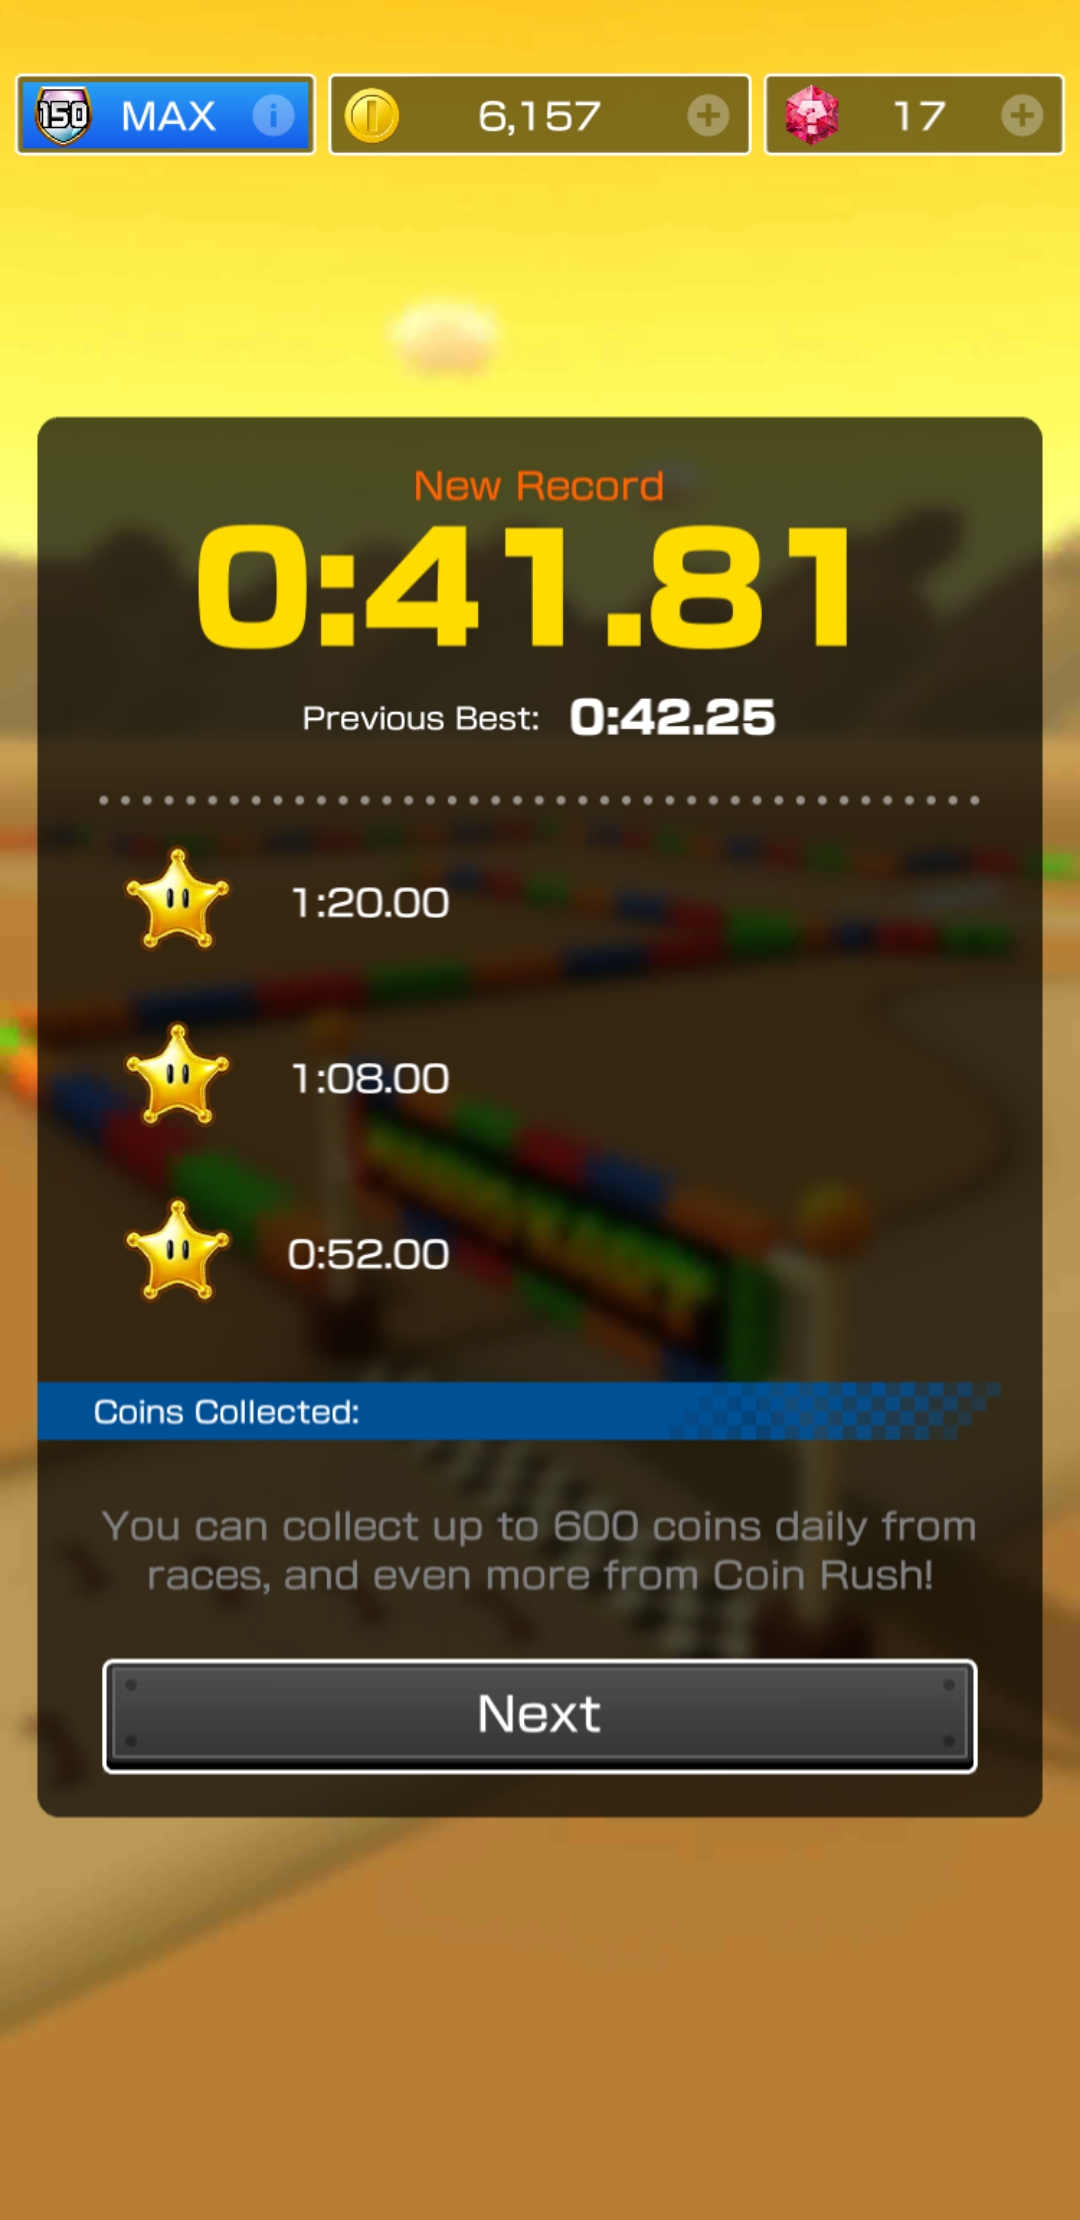 150 MAX i 6,157 + ? 17 +
New Record
0:41.81
Previous Best: 0:42.25
1:20.00
1:08.00
0:52.00
Coins Collected:
You can collect up to 600 coins daily from
races, and even more from Coin Rush!
Next